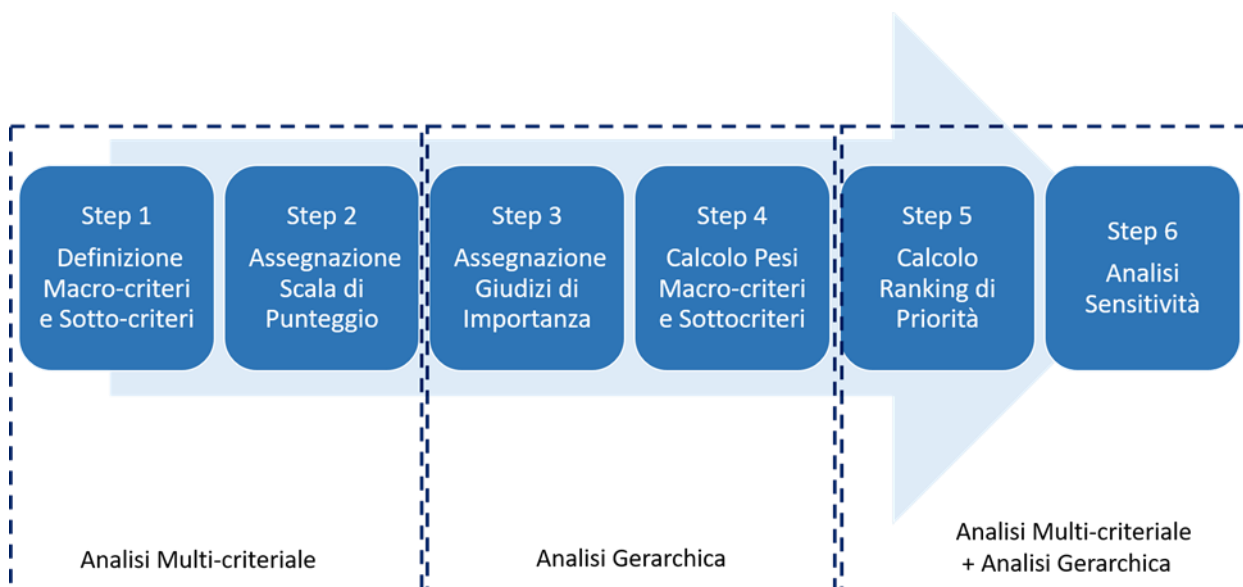 Step 1
Definizione
Macro-criteri
e Sotto-criteri
Step 2
Assegnazione
Scala di
Punteggio
Step 3
Assegnazione
Giudizi di
Importanza
Step 4
Calcolo Pesi
Macro-criteri
e Sottocriteri
Step 5
Calcolo
Ranking di
Priorità
Step 6
Analisi
Sensitività
Analisi Multi-criteriale
Analisi Gerarchica
Analisi Multi-criteriale
+ Analisi Gerarchica